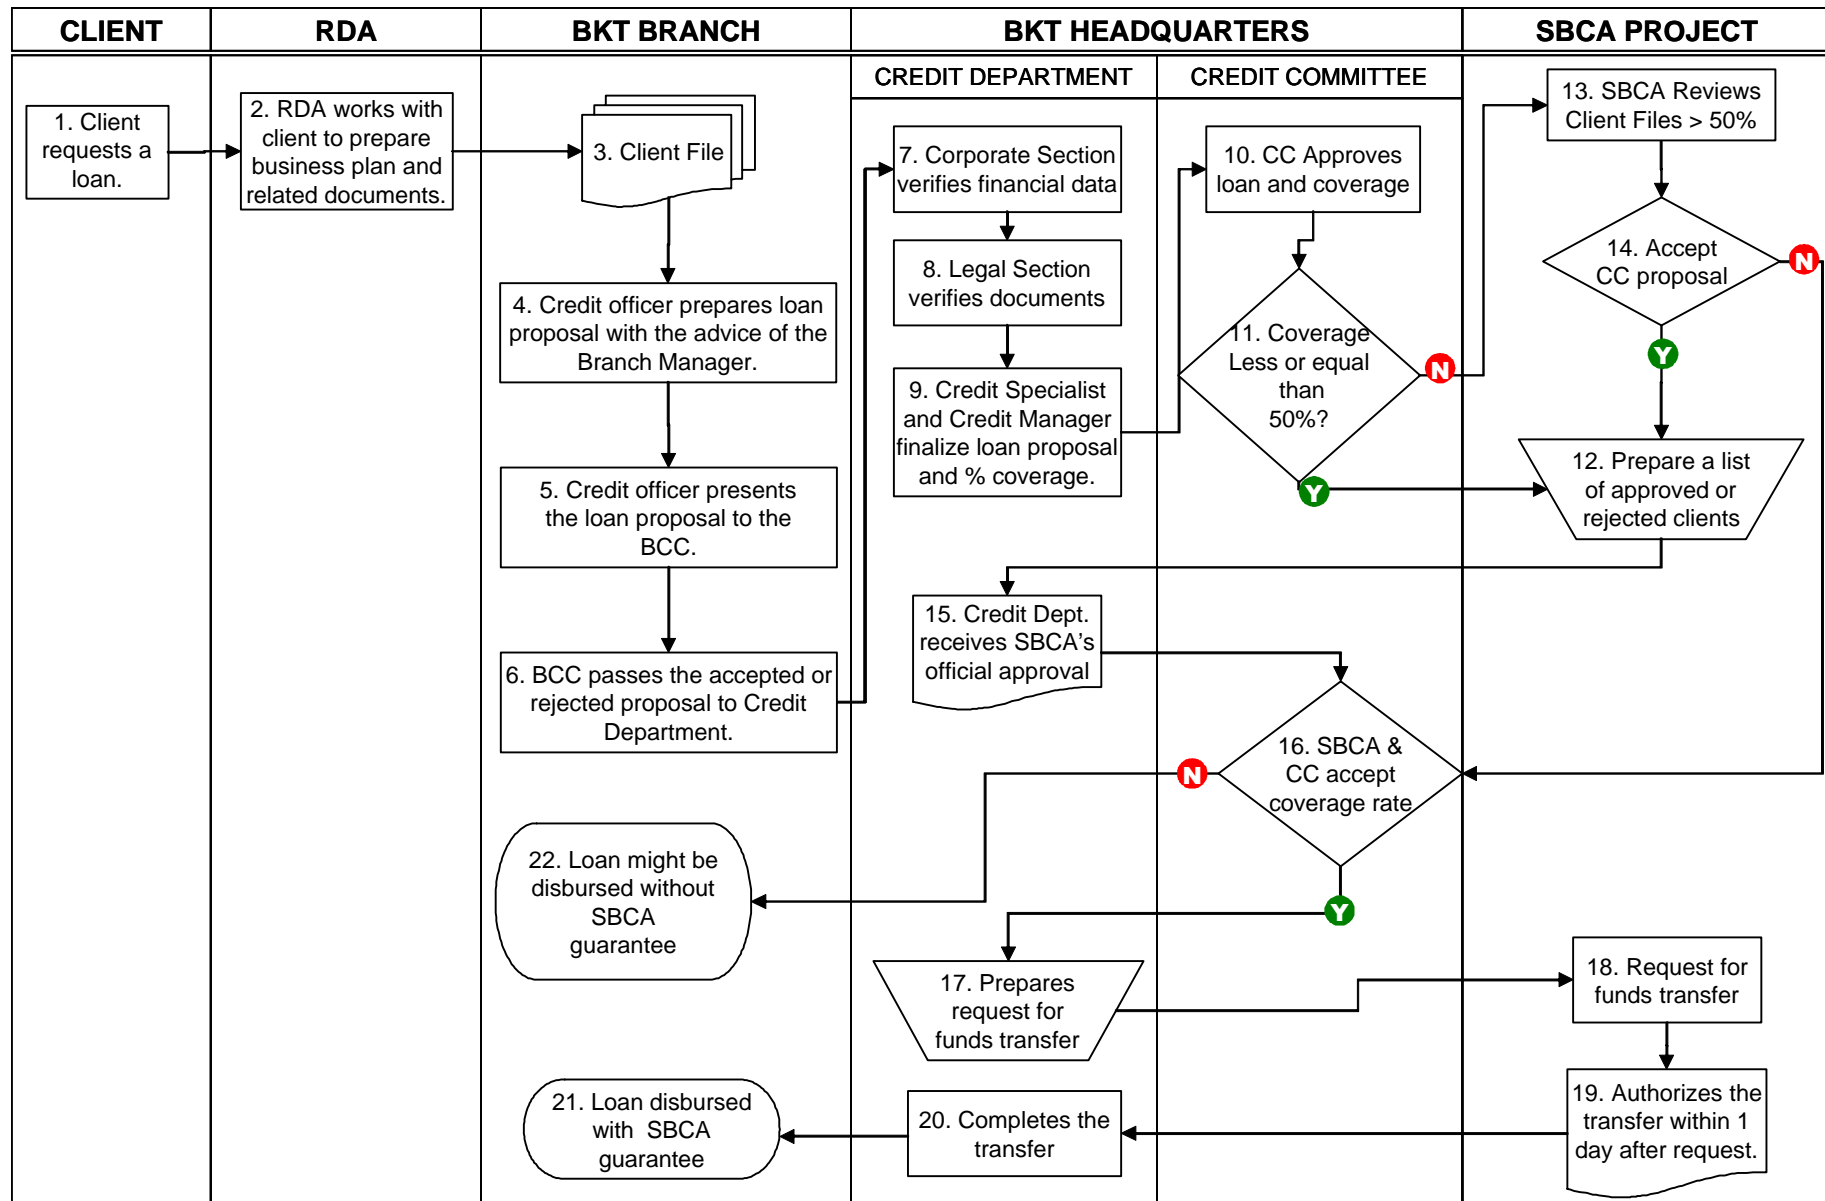 CLIENT
RDA
BKT BRANCH
BKT HEADQUARTERS
SBCA PROJECT
CREDIT DEPARTMENT
CREDIT COMMITTEE
1. Client
requests a
loan.
2. RDA works with
client to prepare
business plan and
related documents.
3. Client File
4. Credit officer prepares loan
proposal with the advice of the
Branch Manager.
5. Credit officer presents
the loan proposal to the
BCC.
6. BCC passes the accepted or
rejected proposal to Credit
Department.
7. Corporate Section
verifies financial data
8. Legal Section
verifies documents
9. Credit Specialist
and Credit Manager
finalize loan proposal
and % coverage.
10. CC Approves
loan and coverage
11. Coverage
Less or equal
than
50%?
N
Y
13. SBCA Reviews
Client Files > 50%
14. Accept
CC proposal
N
Y
12. Prepare a list
of approved or
rejected clients
15. Credit Dept.
receives SBCA's
official approval
16. SBCA &
CC accept
coverage rate
N
Y
22. Loan might be
disbursed without
SBCA
guarantee
17. Prepares
request for
funds transfer
18. Request for
funds transfer
19. Authorizes the
transfer within 1
day after request.
20. Completes the
transfer
21. Loan disbursed
with SBCA
guarantee